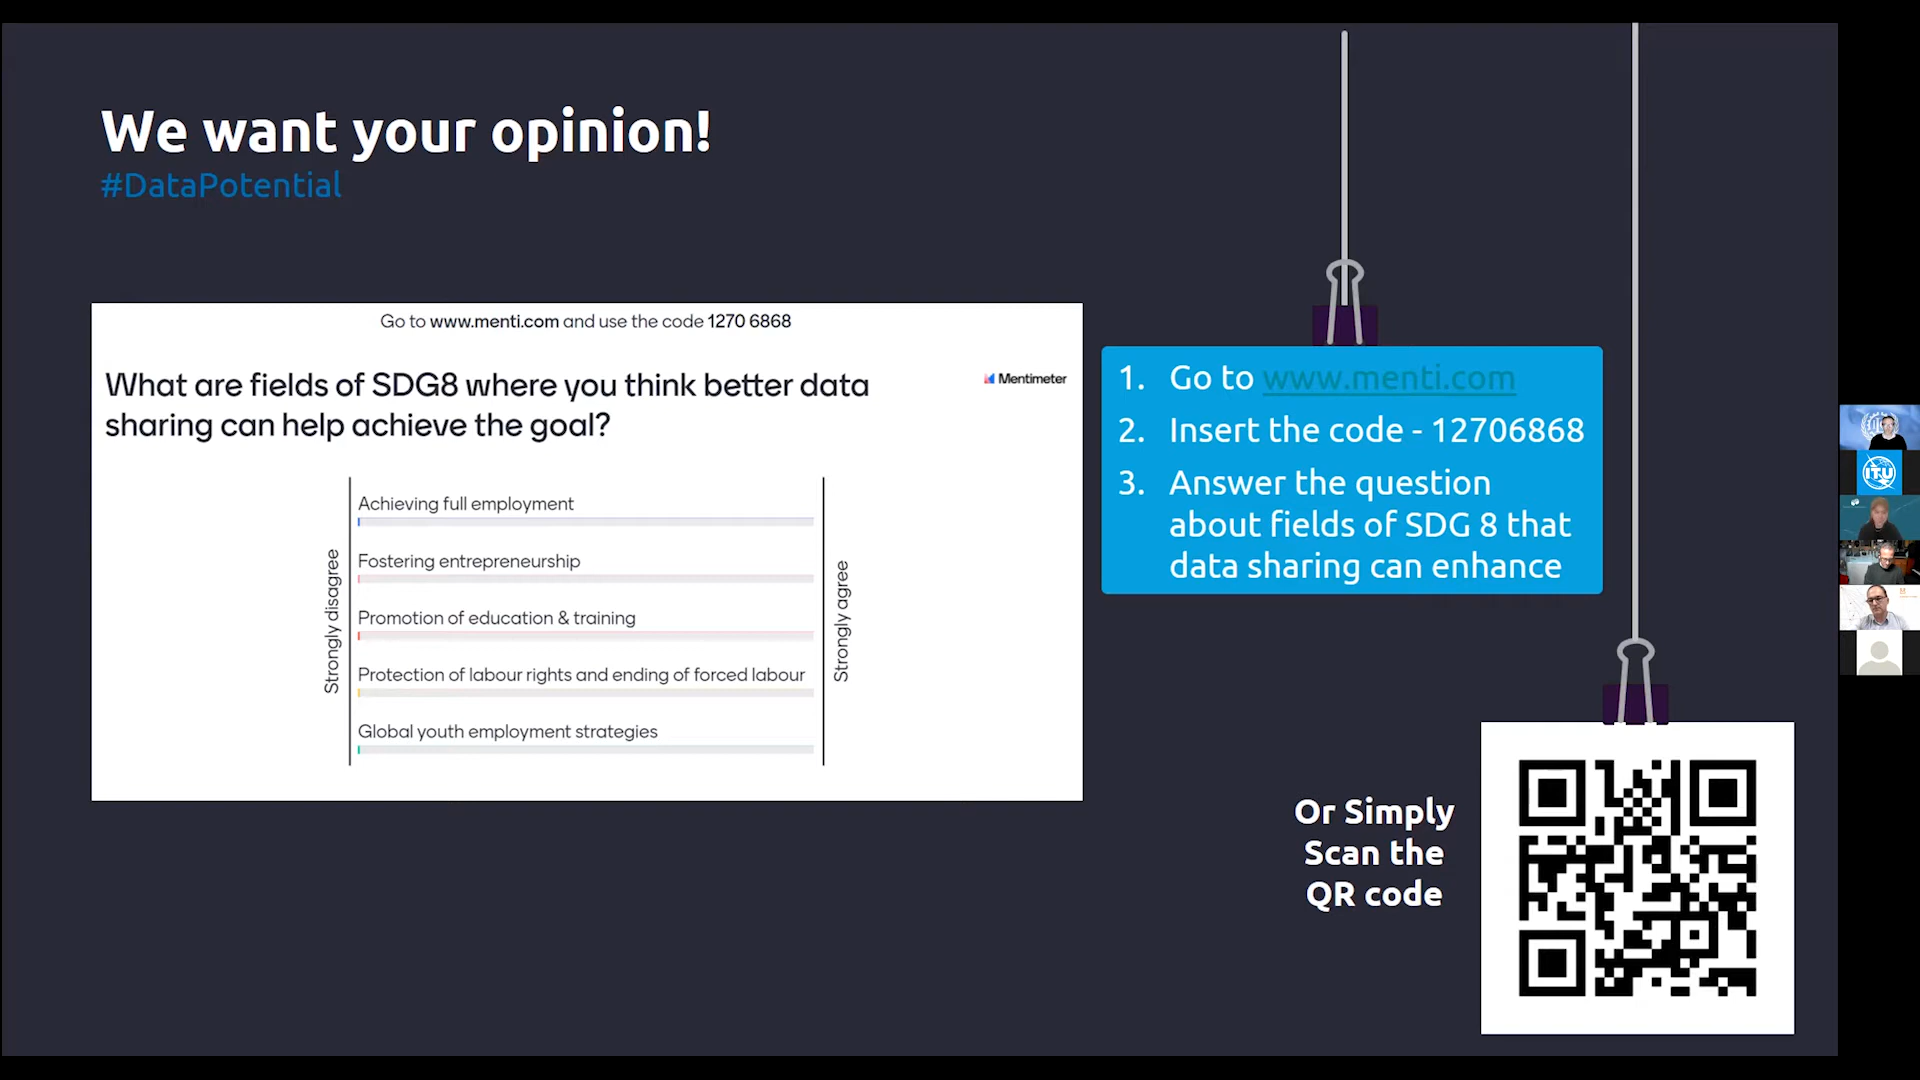 We want your opinion!
#DataPotential
Go to www.menti.com and use the code 1270 6868
What are fields of SDG8 where you think better data
sharing can help achieve the goal?
Mentimeter
Strongly disagree
Achieving full employment
Fostering entrepreneurship
Promotion of education & training
Protection of labour rights and ending of forced labour
Global youth employment strategies
Strongly agree
1. Go to www.menti.com
2. Insert the code - 12706868
3. Answer the question
about fields of SDG 8 that
data sharing can enhance
Or Simply
Scan the
QR code
ITU